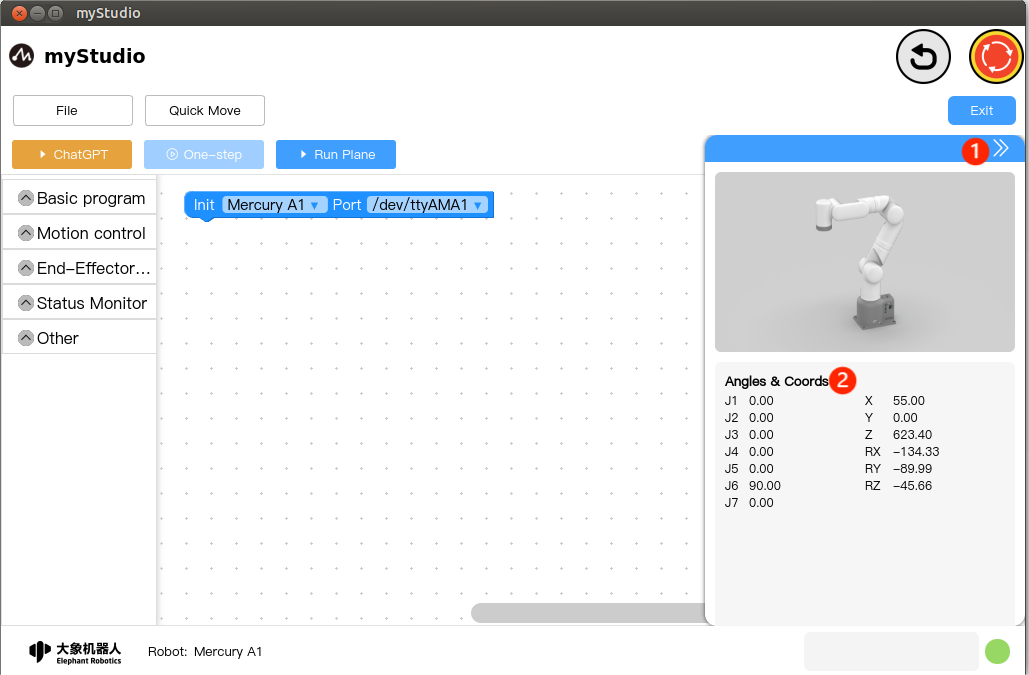 myStudio
myStudio
File
Quick Move
Exit
ChatGPT
One-step
Run Plane
1
Basic program
Init Mercury A1 Port /dev/ttyAMA1
Motion control
End-Effector...
Status Monitor
Other
Angles & Coords 2
J1 0.00 X 55.00
J2 0.00 Y 0.00
J3 0.00 Z 623.40
J4 0.00 RX -134.33
J5 0.00 RY -89.99
J6 90.00 RZ -45.66
J7 0.00
大象机器人
Elephant Robotics
Robot: Mercury A1